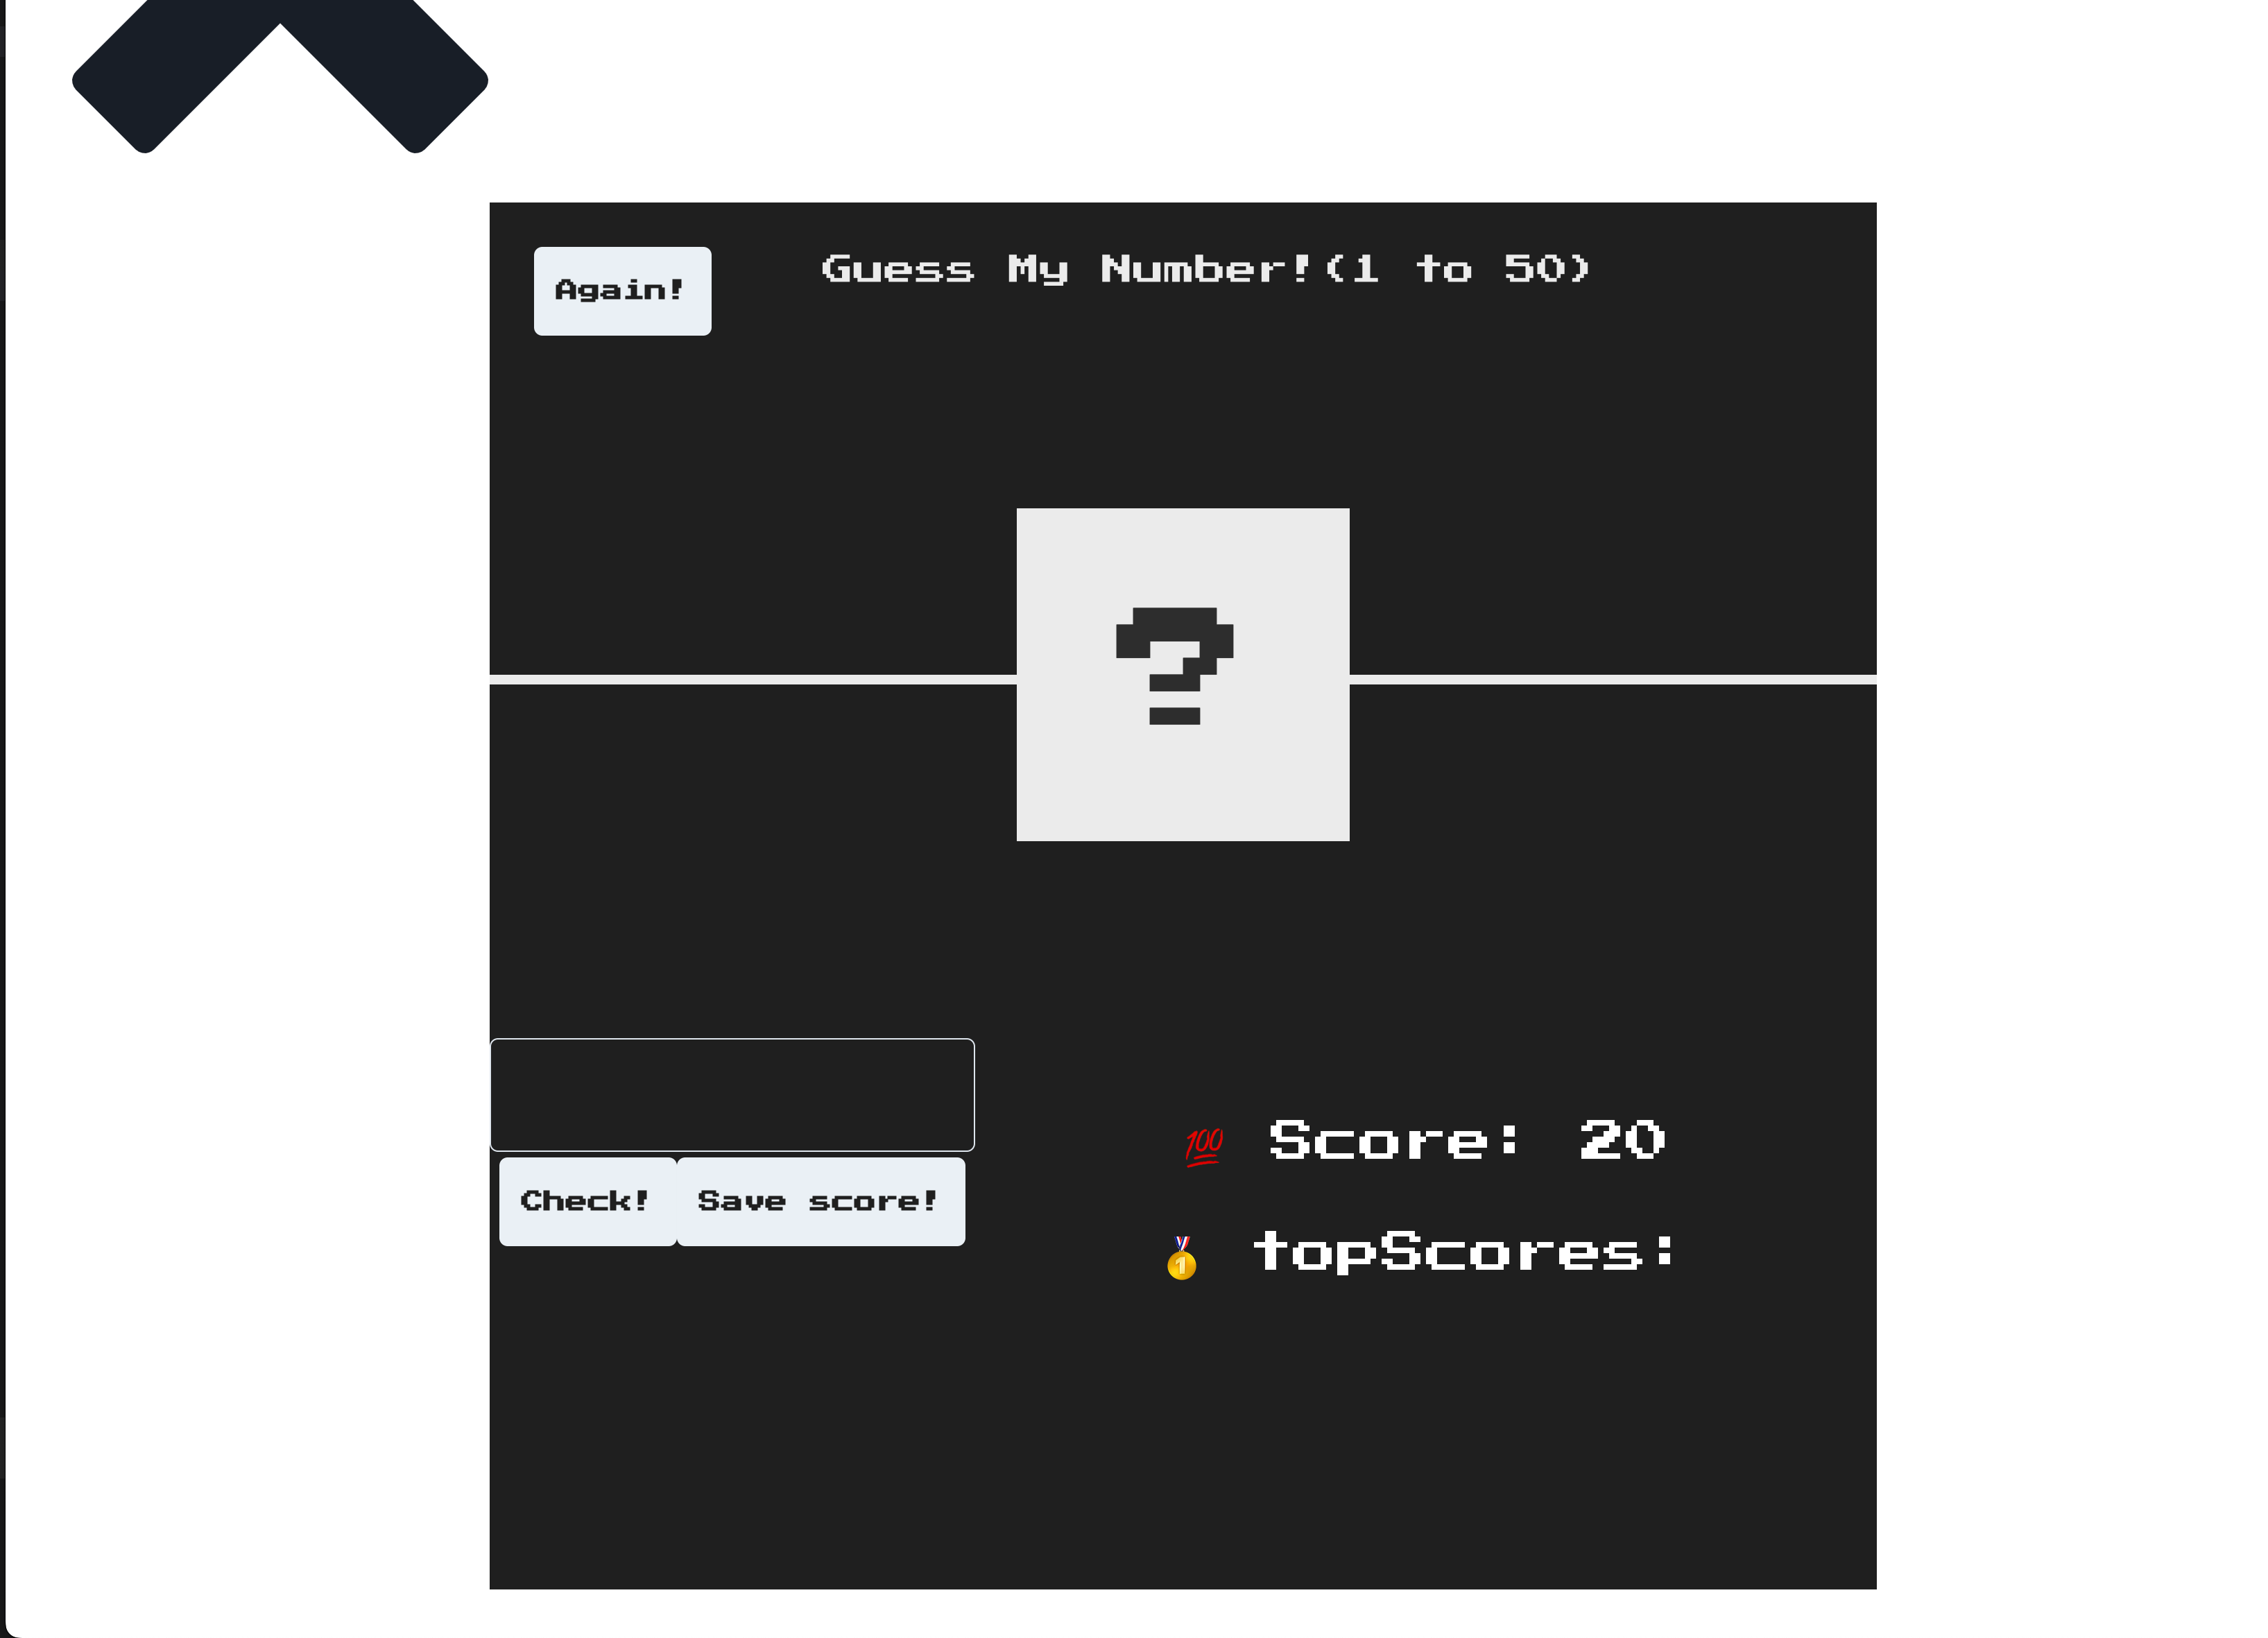 Again!
Guess My Number!(1 to 50)
?
💯 Score: 20
Check! Save score!
🥇 topScores: